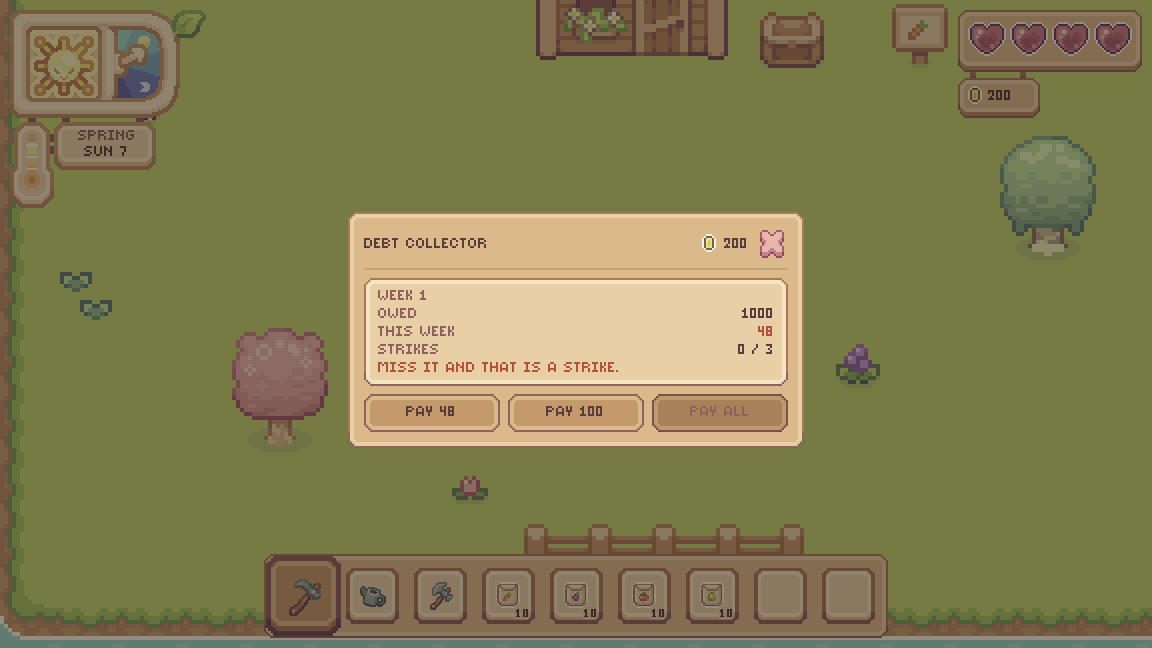 SPRING
SUN 7
200
DEBT COLLECTOR 200
WEEK 1
OWED 1000
THIS WEEK 48
STRIKES 0 / 3
MISS IT AND THAT IS A STRIKE.
PAY 48 PAY 100 PAY ALL
10 10 10 10